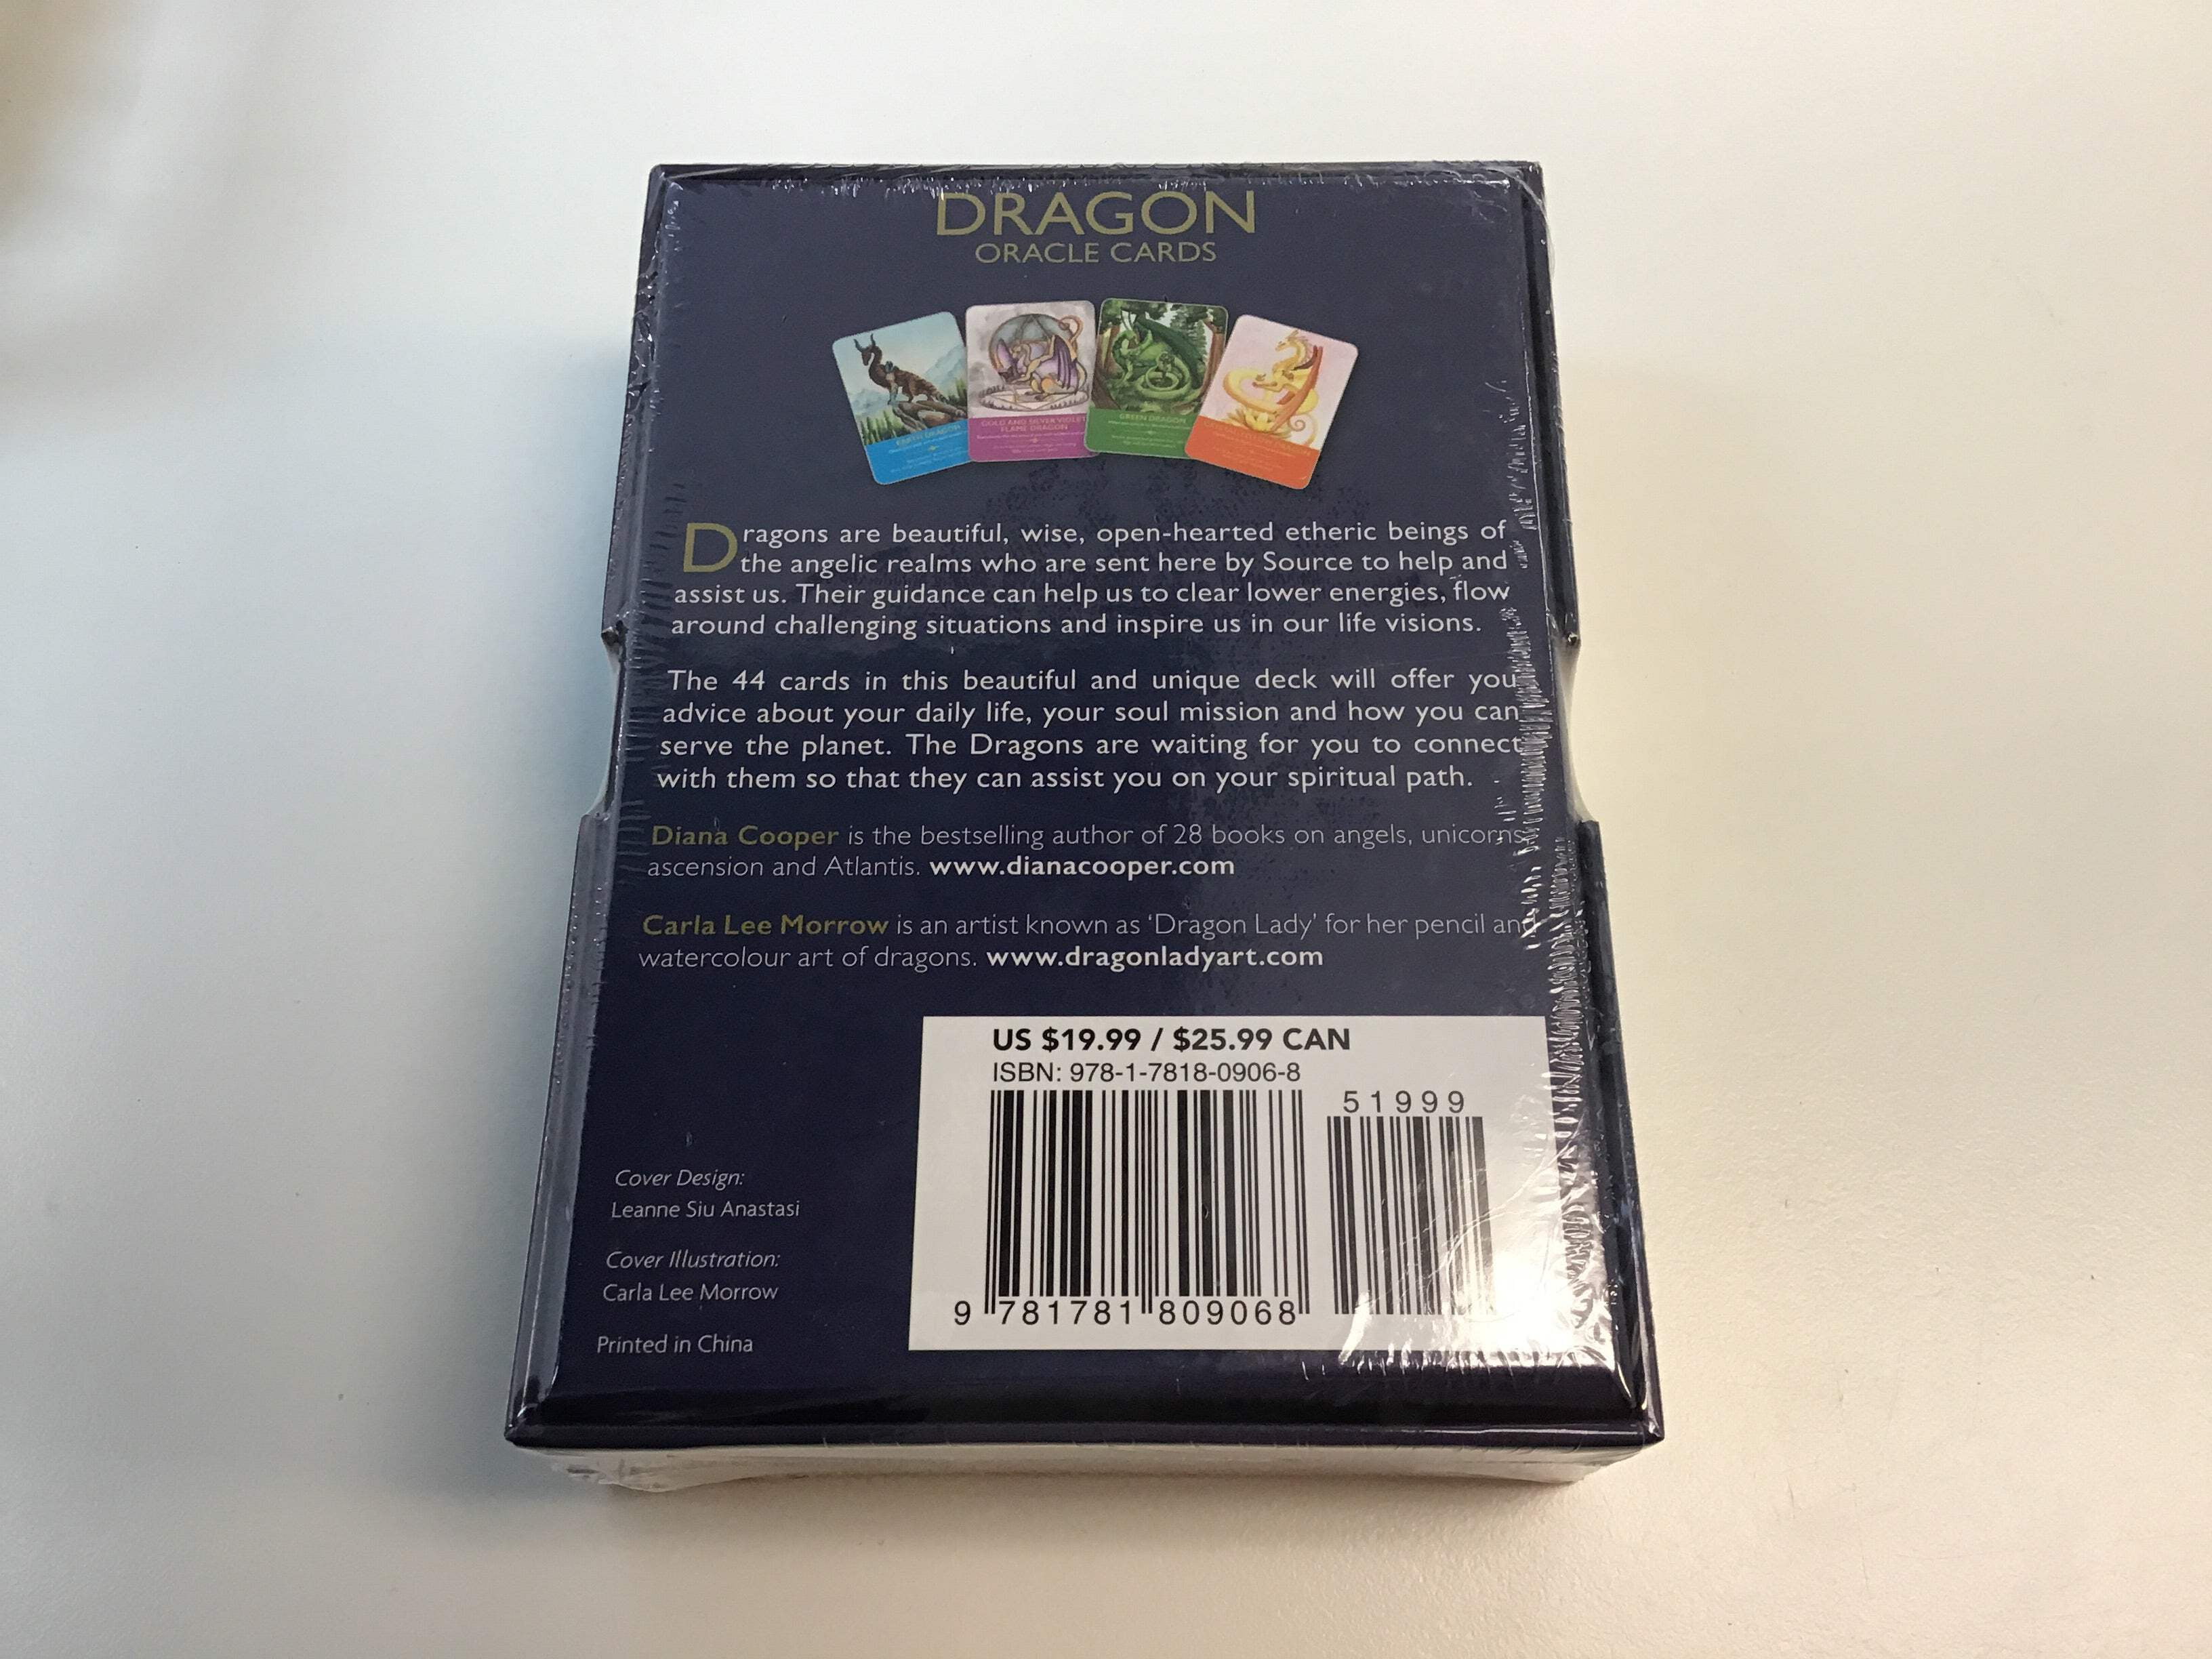 DRAGON
ORACLE CARDS
EARTH DRAGON
GOLD AND SILVER VIOLET
FLAME DRAGON
GREEN DRAGON
Dragons are beautiful, wise, open-hearted etheric beings of
the angelic realms who are sent here by Source to help and
assist us. Their guidance can help us to clear lower energies, flow
around challenging situations and inspire us in our life visions.
The 44 cards in this beautiful and unique deck will offer you
advice about your daily life, your soul mission and how you can
serve the planet. The Dragons are waiting for you to connect
with them so that they can assist you on your spiritual path.
Diana Cooper is the bestselling author of 28 books on angels, unicorns,
ascension and Atlantis. www.dianacooper.com
Carla Lee Morrow is an artist known as ‘Dragon Lady’ for her pencil and
watercolour art of dragons. www.dragonladyart.com
US $19.99 / $25.99 CAN
ISBN: 978-1-7818-0906-8
51999
9 781781 809068
Cover Design:
Leanne Siu Anastasi
Cover Illustration:
Carla Lee Morrow
Printed in China